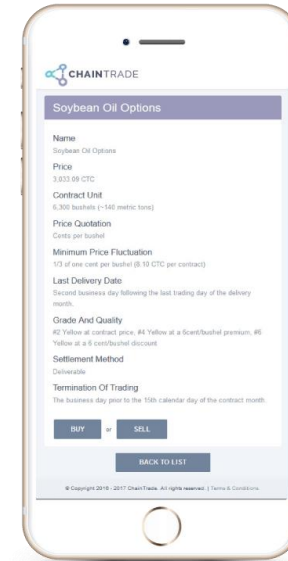 CHAINTRADE
Soybean Oil Options
Name
Soybean Oil Options
Price
3,033.09 CTC
Contract Unit
6,300 bushels (~140 metric tons)
Price Quotation
Cents per bushel
Minimum Price Fluctuation
1/3 of one cent per bushel (8.10 CTC per contract)
Last Delivery Date
Second business day following the last trading day of the delivery
month.
Grade And Quality
#2 Yellow at contract price, #4 Yellow at a 6cent/bushel premium, #6
Yellow at a 6 cent/bushel discount
Settlement Method
Deliverable
Termination Of Trading
The business day prior to the 15th calendar day of the contract month.
BUY or SELL
BACK TO LIST
© Copyright 2016 - 2017 ChainTrade. All rights reserved. | Terms & Conditions